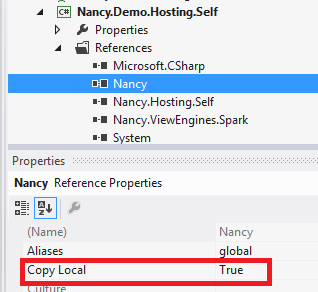 C# Nancy.Demo.Hosting.Self
Properties
References
Microsoft.CSharp
Nancy
Nancy.Hosting.Self
Nancy.ViewEngines.Spark
System
Properties
Nancy Reference Properties
(Name) Nancy
Aliases global
Copy Local True
Culture